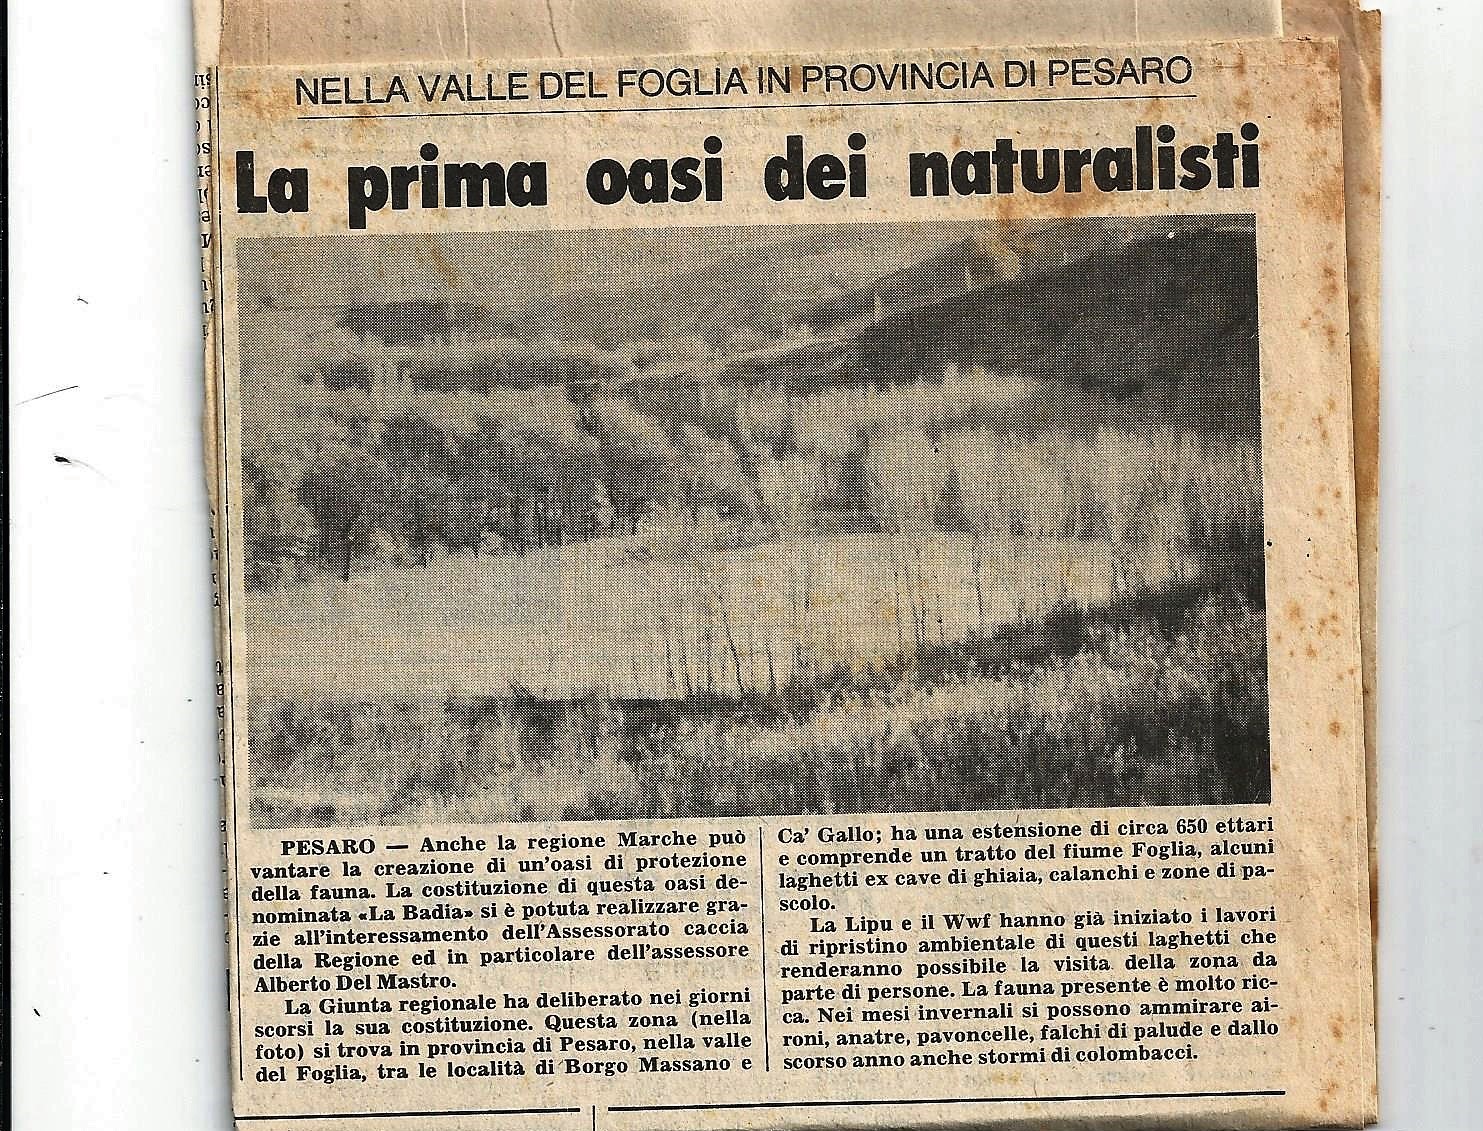 NELLA VALLE DEL FOGLIA IN PROVINCIA DI PESARO
La prima oasi dei naturalisti
PESARO — Anche la regione Marche può
vantare la creazione di un'oasi di protezione
della fauna. La costituzione di questa oasi de-
nominata «La Badia» si è potuta realizzare gra-
zie all'interessamento dell'Assessorato caccia
della Regione ed in particolare dell'assessore
Alberto Del Mastro.
La Giunta regionale ha deliberato nei giorni
scorsi la sua costituzione. Questa zona (nella
foto) si trova in provincia di Pesaro, nella valle
del Foglia, tra le località di Borgo Massano e
Ca' Gallo; ha una estensione di circa 650 ettari
e comprende un tratto del fiume Foglia, alcuni
laghetti ex cave di ghiaia, calanchi e zone di pa-
scolo.
La Lipu e il Wwf hanno già iniziato i lavori
di ripristino ambientale di questi laghetti che
renderanno possibile la visita della zona da
parte di persone. La fauna presente è molto ric-
ca. Nei mesi invernali si possono ammirare ai-
roni, anatre, pavoncelle, falchi di palude e dallo
scorso anno anche stormi di colombacci.